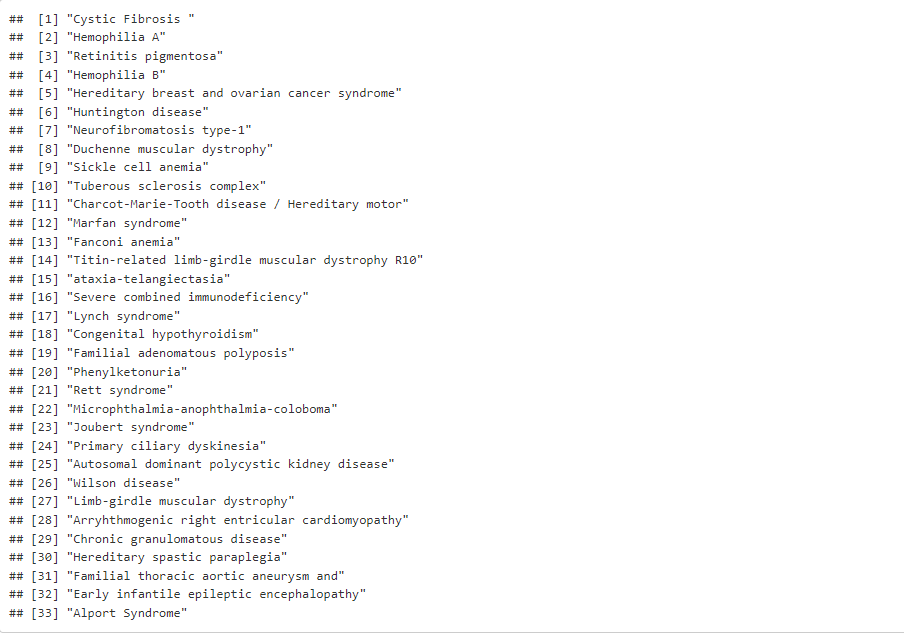 ##  [1] "Cystic Fibrosis "
##  [2] "Hemophilia A"
##  [3] "Retinitis pigmentosa"
##  [4] "Hemophilia B"
##  [5] "Hereditary breast and ovarian cancer syndrome"
##  [6] "Huntington disease"
##  [7] "Neurofibromatosis type-1"
##  [8] "Duchenne muscular dystrophy"
##  [9] "Sickle cell anemia"
## [10] "Tuberous sclerosis complex"
## [11] "Charcot-Marie-Tooth disease / Hereditary motor"
## [12] "Marfan syndrome"
## [13] "Fanconi anemia"
## [14] "Titin-related limb-girdle muscular dystrophy R10"
## [15] "ataxia-telangiectasia"
## [16] "Severe combined immunodeficiency"
## [17] "Lynch syndrome"
## [18] "Congenital hypothyroidism"
## [19] "Familial adenomatous polyposis"
## [20] "Phenylketonuria"
## [21] "Rett syndrome"
## [22] "Microphthalmia-anophthalmia-coloboma"
## [23] "Joubert syndrome"
## [24] "Primary ciliary dyskinesia"
## [25] "Autosomal dominant polycystic kidney disease"
## [26] "Wilson disease"
## [27] "Limb-girdle muscular dystrophy"
## [28] "Arryhthmogenic right entricular cardiomyopathy"
## [29] "Chronic granulomatous disease"
## [30] "Hereditary spastic paraplegia"
## [31] "Familial thoracic aortic aneurysm and"
## [32] "Early infantile epileptic encephalopathy"
## [33] "Alport Syndrome"